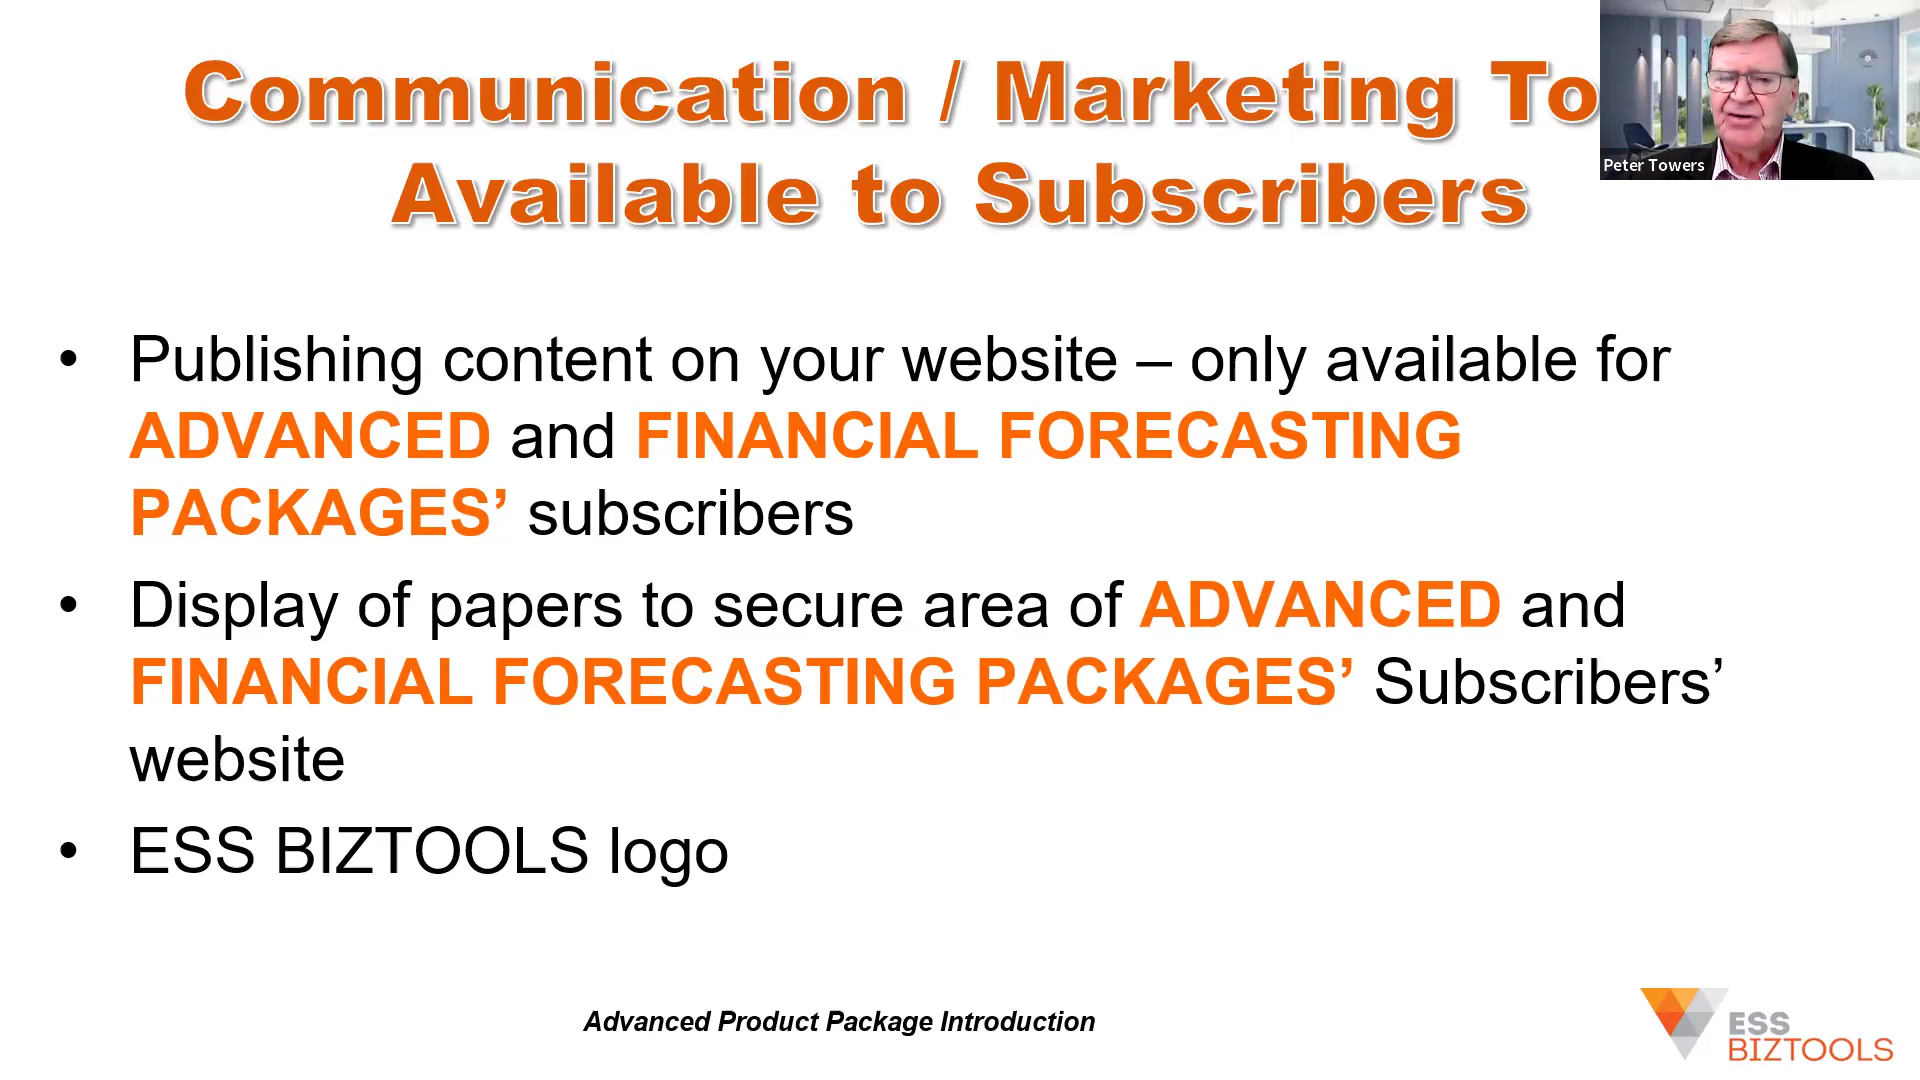 Communication / Marketing To
Available to Subscribers
Peter Towers
• Publishing content on your website – only available for
ADVANCED and FINANCIAL FORECASTING
PACKAGES’ subscribers
• Display of papers to secure area of ADVANCED and
FINANCIAL FORECASTING PACKAGES’ Subscribers’
website
• ESS BIZTOOLS logo
Advanced Product Package Introduction
ESS
BIZTOOLS